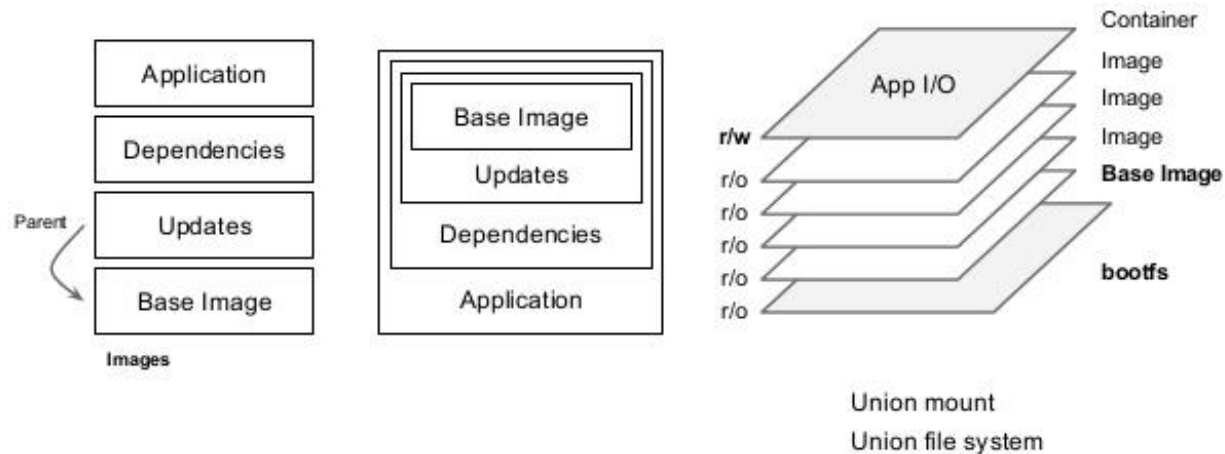 Application
Dependencies
Updates
Base Image
Parent
Images
Base Image
Updates
Dependencies
Application
App I/O
r/w
r/o
r/o
r/o
r/o
r/o
Container
Image
Image
Image
Base Image
bootfs
Union mount
Union file system